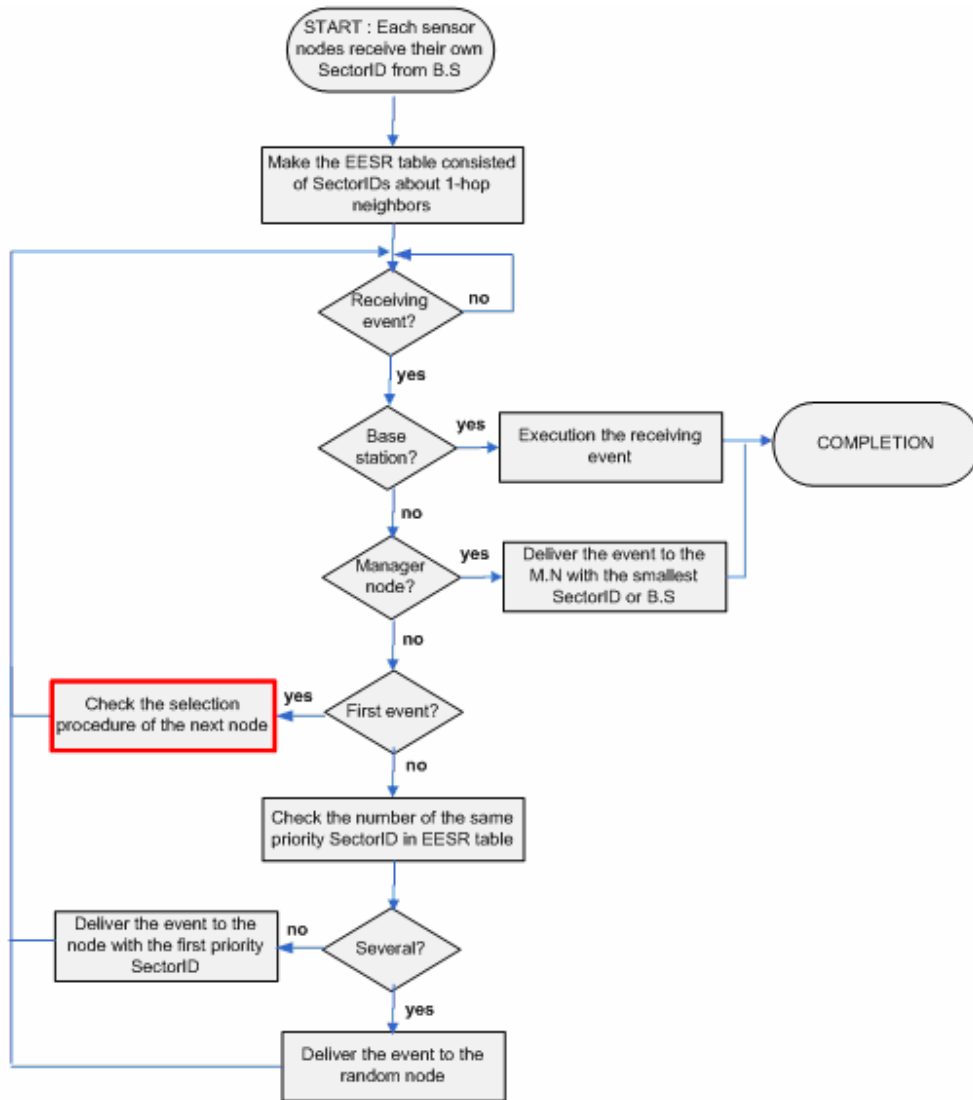 START : Each sensor
nodes receive their own
SectorID from B.S
Make the EESR table consisted
of SectorIDs about 1-hop
neighbors
Receiving
event?
no
yes
Base
station?
yes
Execution the receiving
event
COMPLETION
no
Manager
node?
yes
Deliver the event to the
M.N with the smallest
SectorID or B.S
no
First event?
yes
Check the selection
procedure of the next node
no
Check the number of the same
priority SectorID in EESR table
Several?
no
Deliver the event to the
node with the first priority
SectorID
yes
Deliver the event to the
random node